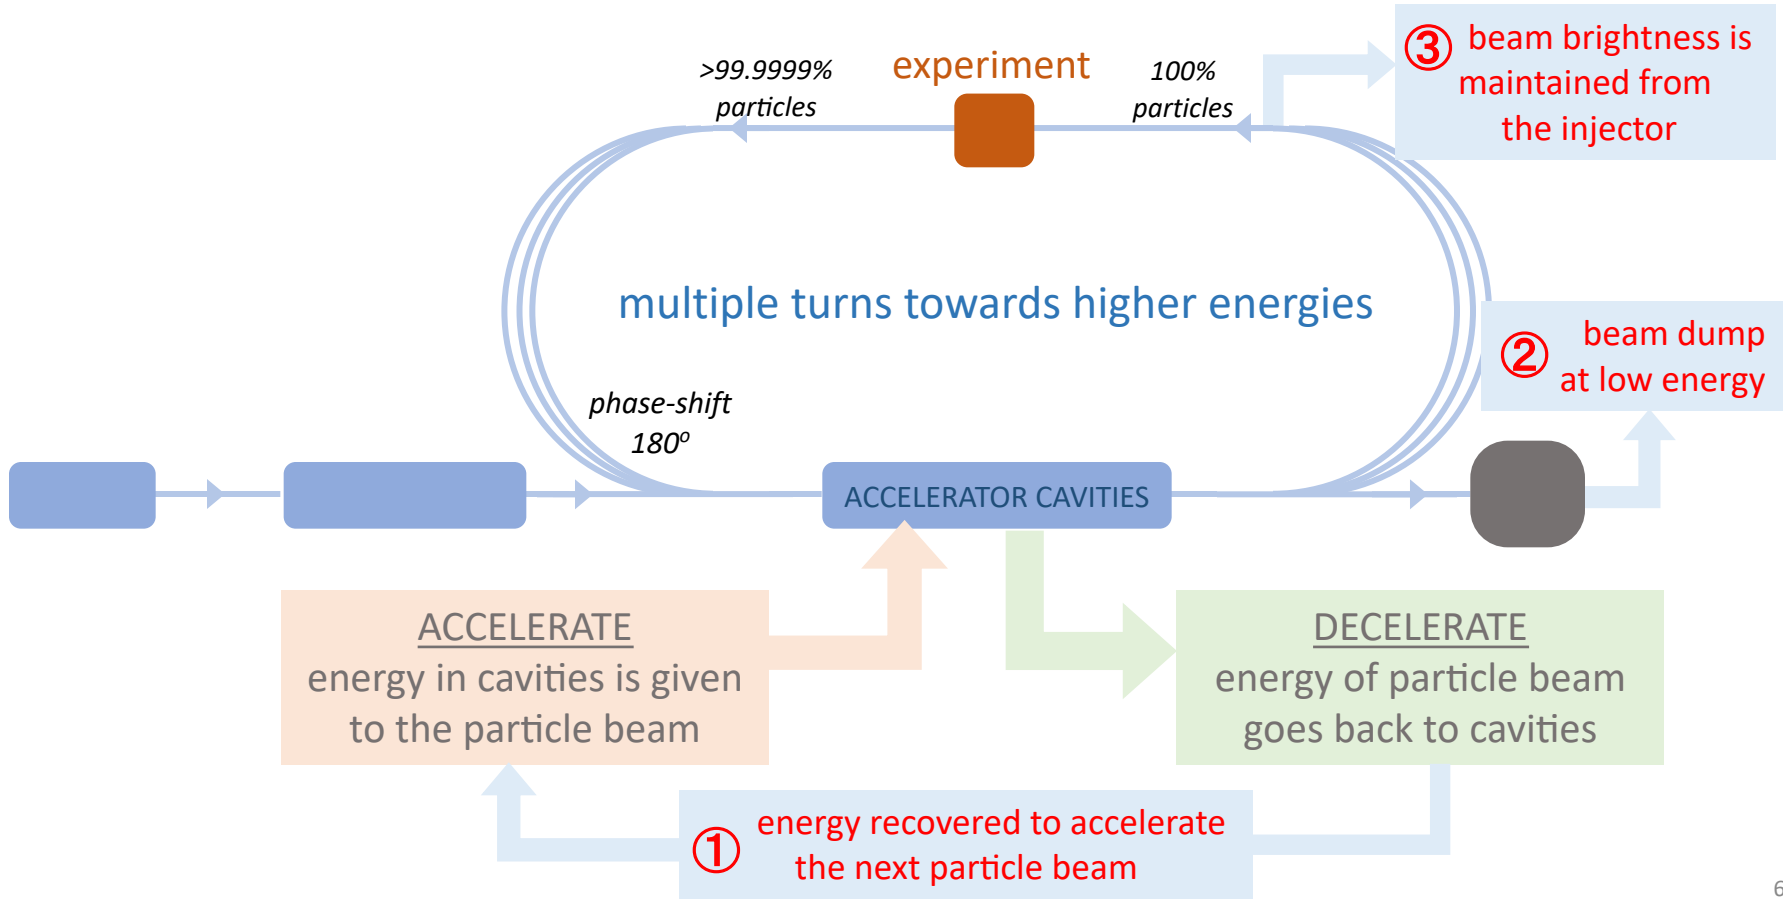 ③ beam brightness is
maintained from
the injector
>99.9999%
particles
experiment
100%
particles
multiple turns towards higher energies
② beam dump
at low energy
phase-shift
180º
ACCELERATOR CAVITIES
ACCELERATE
energy in cavities is given
to the particle beam
DECELERATE
energy of particle beam
goes back to cavities
① energy recovered to accelerate
the next particle beam
6